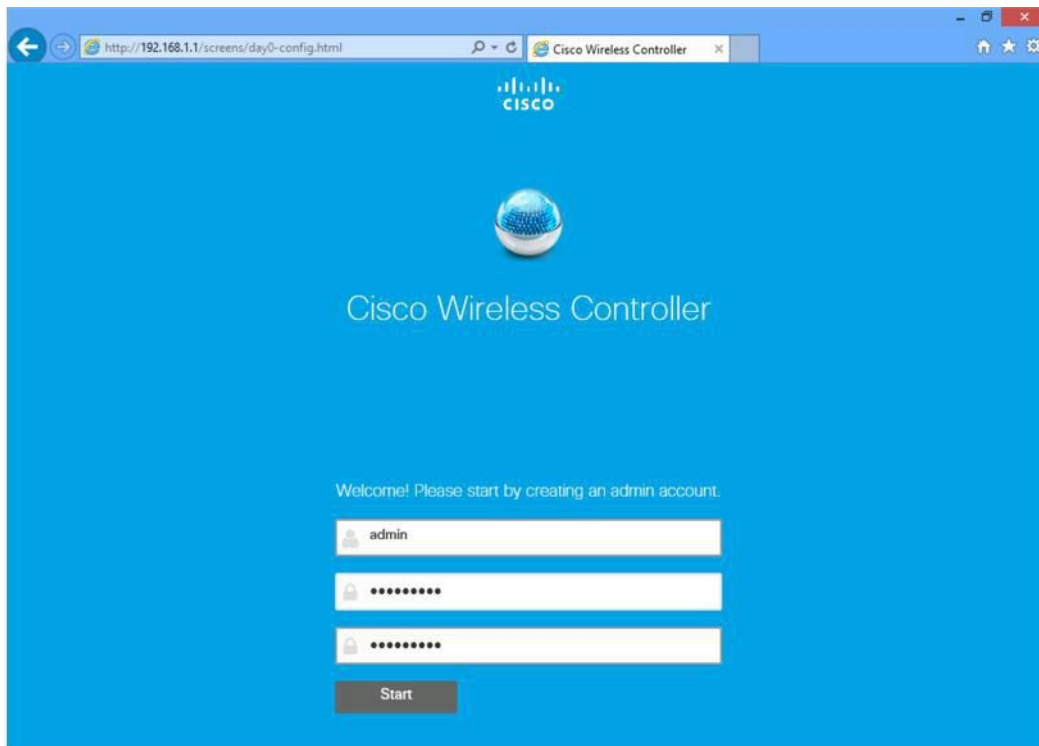 http://192.168.1.1/screens/day0-config.html
Cisco Wireless Controller
CISCO
Cisco Wireless Controller
Welcome! Please start by creating an admin account.
admin
•••••••••
•••••••••
Start